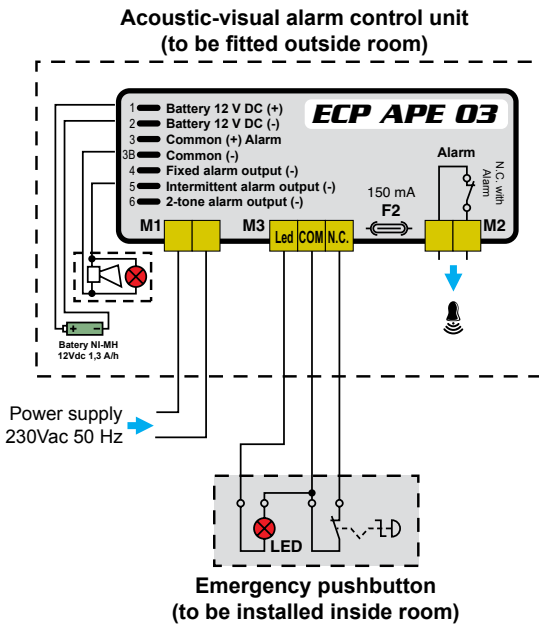 Acoustic-visual alarm control unit
(to be fitted outside room)
ECP APE 03
1 Battery 12 V DC (+)
2 Battery 12 V DC (-)
3 Common (+) Alarm
3B Common (-)
4 Fixed alarm output (-)
5 Intermittent alarm output (-)
6 2-tone alarm output (-)
Alarm
N.C. with
Alarm
150 mA
F2
M1
M3
Led COM N.C.
M2
+ -
Batery NI-MH
12Vdc 1,3 A/h
Power supply
230Vac 50 Hz
LED
Emergency pushbutton
(to be installed inside room)